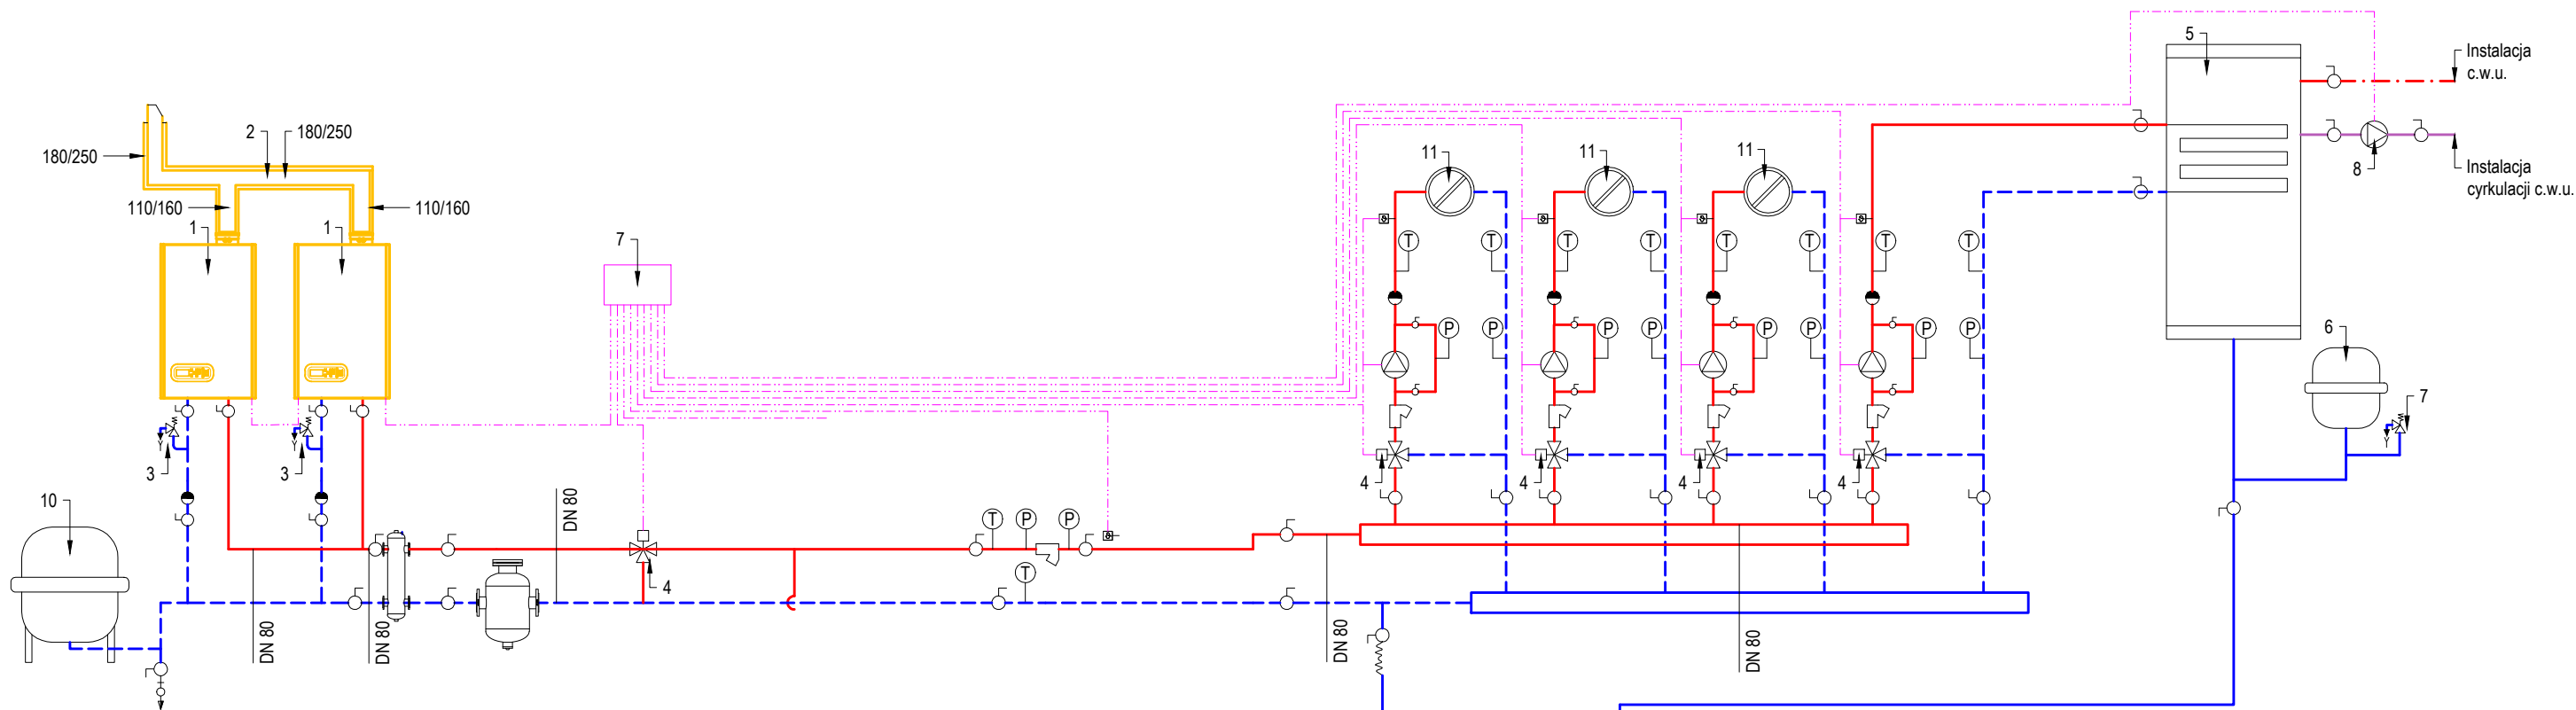 5
Instalacja
c.w.u.
2
180/250
180/250
11
11
11
8
Instalacja
cyrkulacji c.w.u.
110/160
110/160
1
1
7
T
T
T
T
T
T
T
T
P
P
P
P
P
P
P
P
6
7
3
3
4
4
4
4
10
DN 80
T
P
P
T
4
DN 80
DN 80
DN 80
DN 80